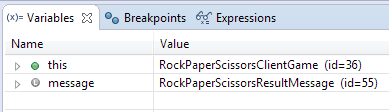 (x)= Variables Breakpoints Expressions
Name Value
this RockPaperScissorsClientGame (id=36)
message RockPaperScissorsResultMessage (id=55)